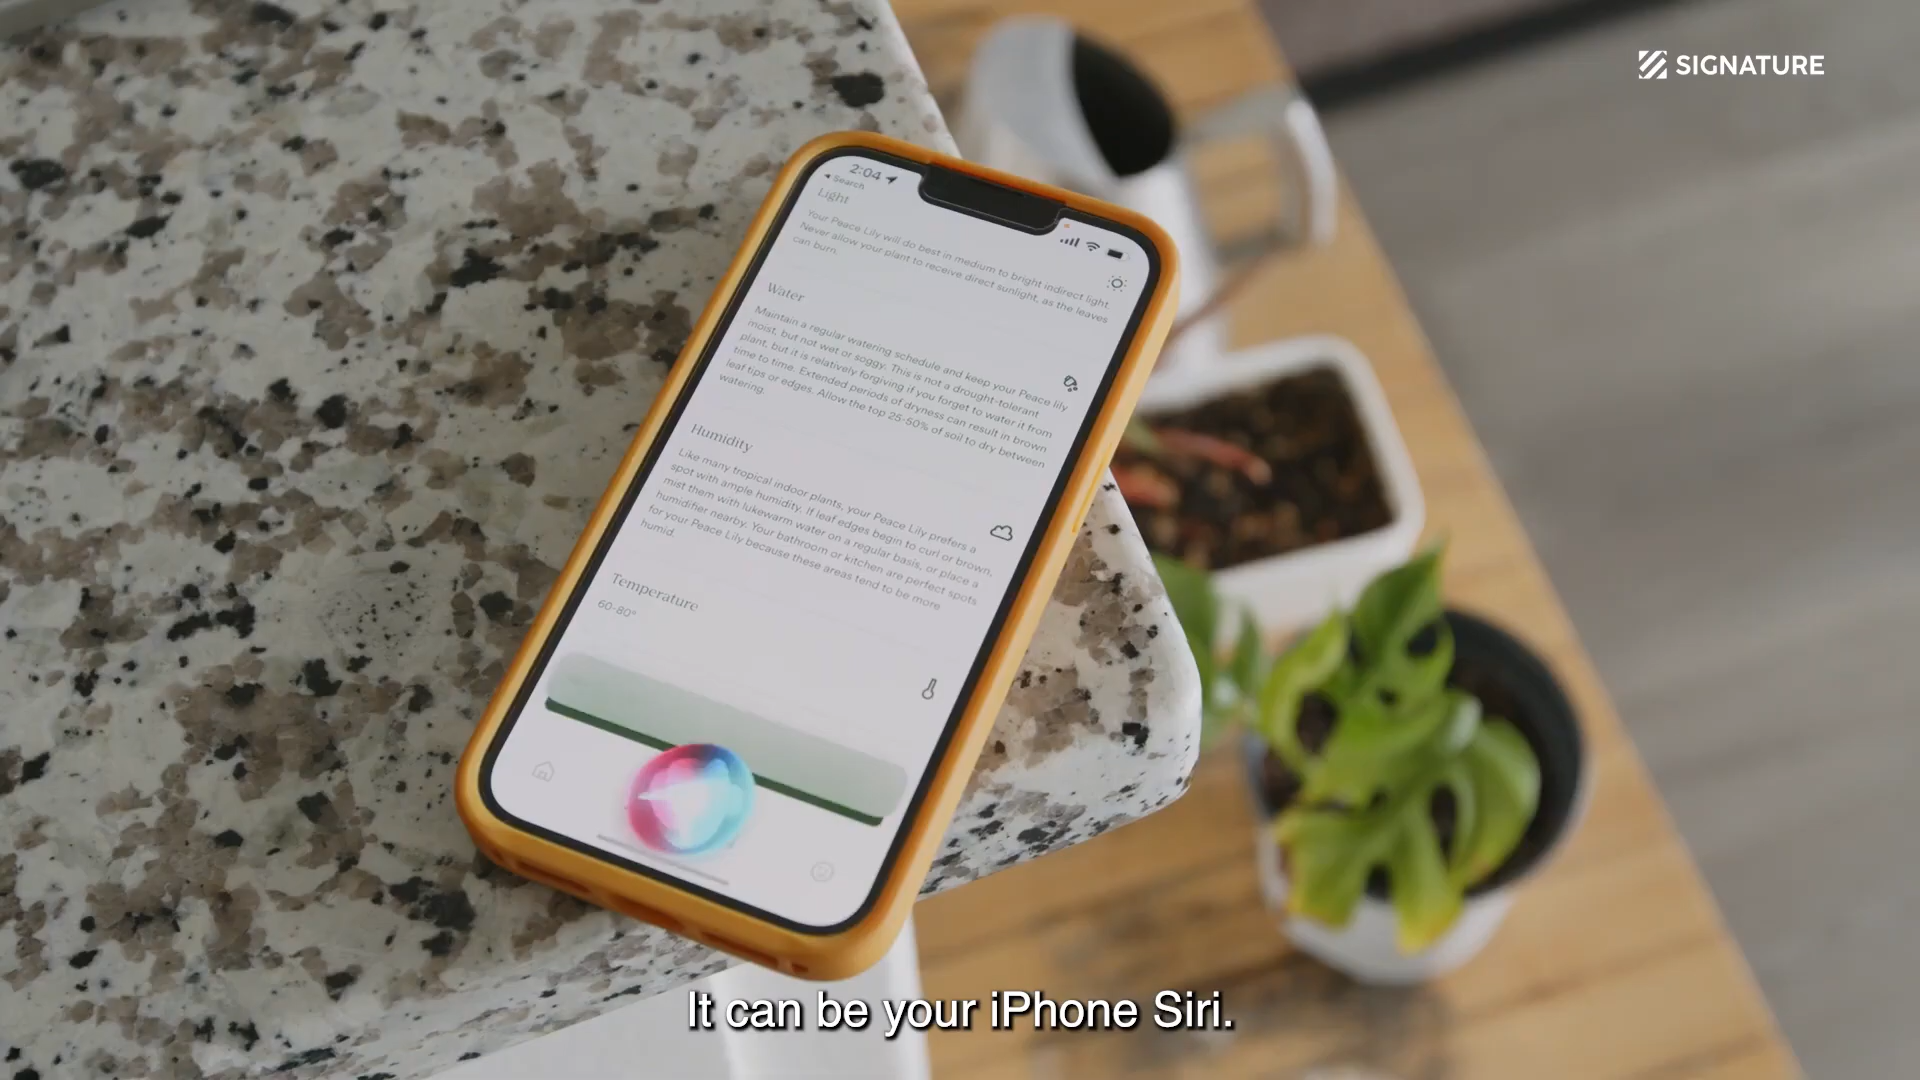 SIGNATURE
2:04
Search
Light
Your Peace Lily will do best in medium to bright indirect light.
Never allow your plant to receive direct sunlight, as the leaves
can burn.
Water
Maintain a regular watering schedule and keep your Peace lily
moist, but not wet or soggy. This is not a drought-tolerant
plant, but it is relatively forgiving if you forget to water it from
time to time. Extended periods of dryness can result in brown
leaf tips or edges. Allow the top 25-50% of soil to dry between
watering.
Humidity
Like many tropical indoor plants, your Peace Lily prefers a
spot with ample humidity. If leaf edges begin to curl or brown,
mist them with lukewarm water on a regular basis, or place a
humidifier nearby. Your bathroom or kitchen are perfect spots
for your Peace Lily because these areas tend to be more
humid.
Temperature
60-80°
It can be your iPhone Siri.